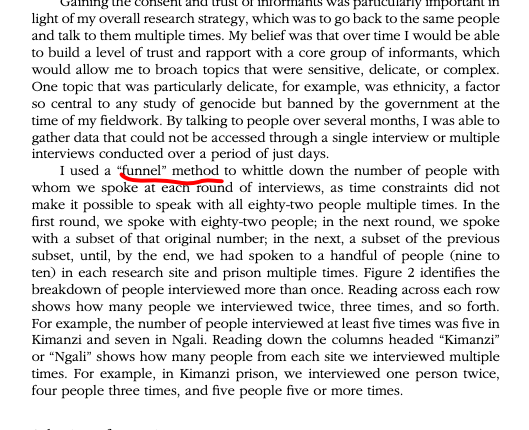 Gaining the consent and trust of informants was particularly important in
light of my overall research strategy, which was to go back to the same people
and talk to them multiple times. My belief was that over time I would be able
to build a level of trust and rapport with a core group of informants, which
would allow me to broach topics that were sensitive, delicate, or complex.
One topic that was particularly delicate, for example, was ethnicity, a factor
so central to any study of genocide but banned by the government at the
time of my fieldwork. By talking to people over several months, I was able to
gather data that could not be accessed through a single interview or multiple
interviews conducted over a period of just days.
I used a “funnel” method to whittle down the number of people with
whom we spoke at each round of interviews, as time constraints did not
make it possible to speak with all eighty-two people multiple times. In the
first round, we spoke with eighty-two people; in the next round, we spoke
with a subset of that original number; in the next, a subset of the previous
subset, until, by the end, we had spoken to a handful of people (nine to
ten) in each research site and prison multiple times. Figure 2 identifies the
breakdown of people interviewed more than once. Reading across each row
shows how many people we interviewed twice, three times, and so forth.
For example, the number of people interviewed at least five times was five in
Kimanzi and seven in Ngali. Reading down the columns headed “Kimanzi”
or “Ngali” shows how many people from each site we interviewed multiple
times. For example, in Kimanzi prison, we interviewed one person twice,
four people three times, and five people five or more times.